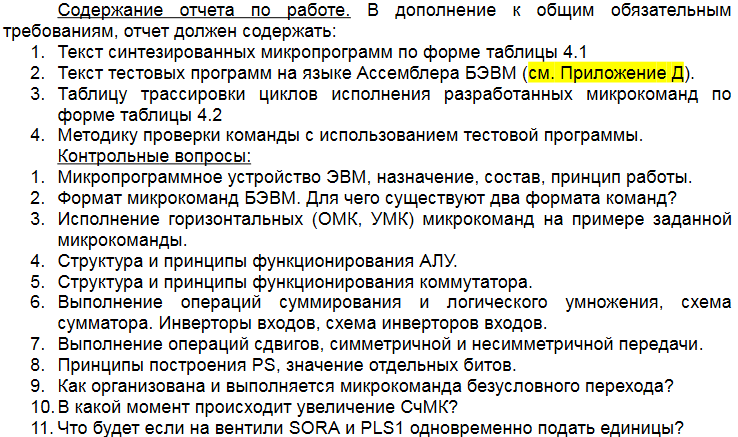 Содержание отчета по работе. В дополнение к общим обязательным
требованиям, отчет должен содержать:
1. Текст синтезированных микропрограмм по форме таблицы 4.1
2. Текст тестовых программ на языке Ассемблера БЭВМ (см. Приложение Д).
3. Таблицу трассировки циклов исполнения разработанных микрокоманд по
форме таблицы 4.2
4. Методику проверки команды с использованием тестовой программы.
Контрольные вопросы:
1. Микропрограммное устройство ЭВМ, назначение, состав, принцип работы.
2. Формат микрокоманд БЭВМ. Для чего существуют два формата команд?
3. Исполнение горизонтальных (ОМК, УМК) микрокоманд на примере заданной
микрокоманды.
4. Структура и принципы функционирования АЛУ.
5. Структура и принципы функционирования коммутатора.
6. Выполнение операций суммирования и логического умножения, схема
сумматора. Инверторы входов, схема инверторов входов.
7. Выполнение операций сдвигов, симметричной и несимметричной передачи.
8. Принципы построения PS, значение отдельных битов.
9. Как организована и выполняется микрокоманда безусловного перехода?
10. В какой момент происходит увеличение СчМК?
11. Что будет если на вентили SORA и PLS1 одновременно подать единицы?